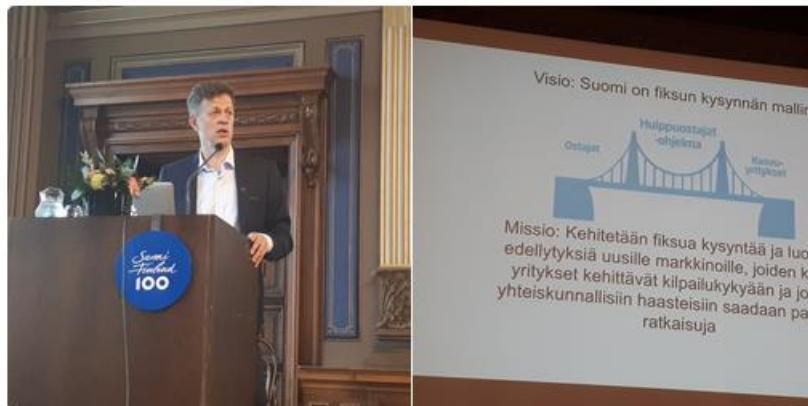 Suomi
Finland
100
Visio: Suomi on fiksun kysynnän mallin
Huippuostajat
-ohjelma
Ostajat
Kasvu-
yritykset
Missio: Kehitetään fiksua kysyntää ja luo
edellytyksiä uusille markkinoille, joiden k
yritykset kehittävät kilpailukykyään ja jo
yhteiskunnallisiin haasteisiin saadaan pa
ratkaisuja